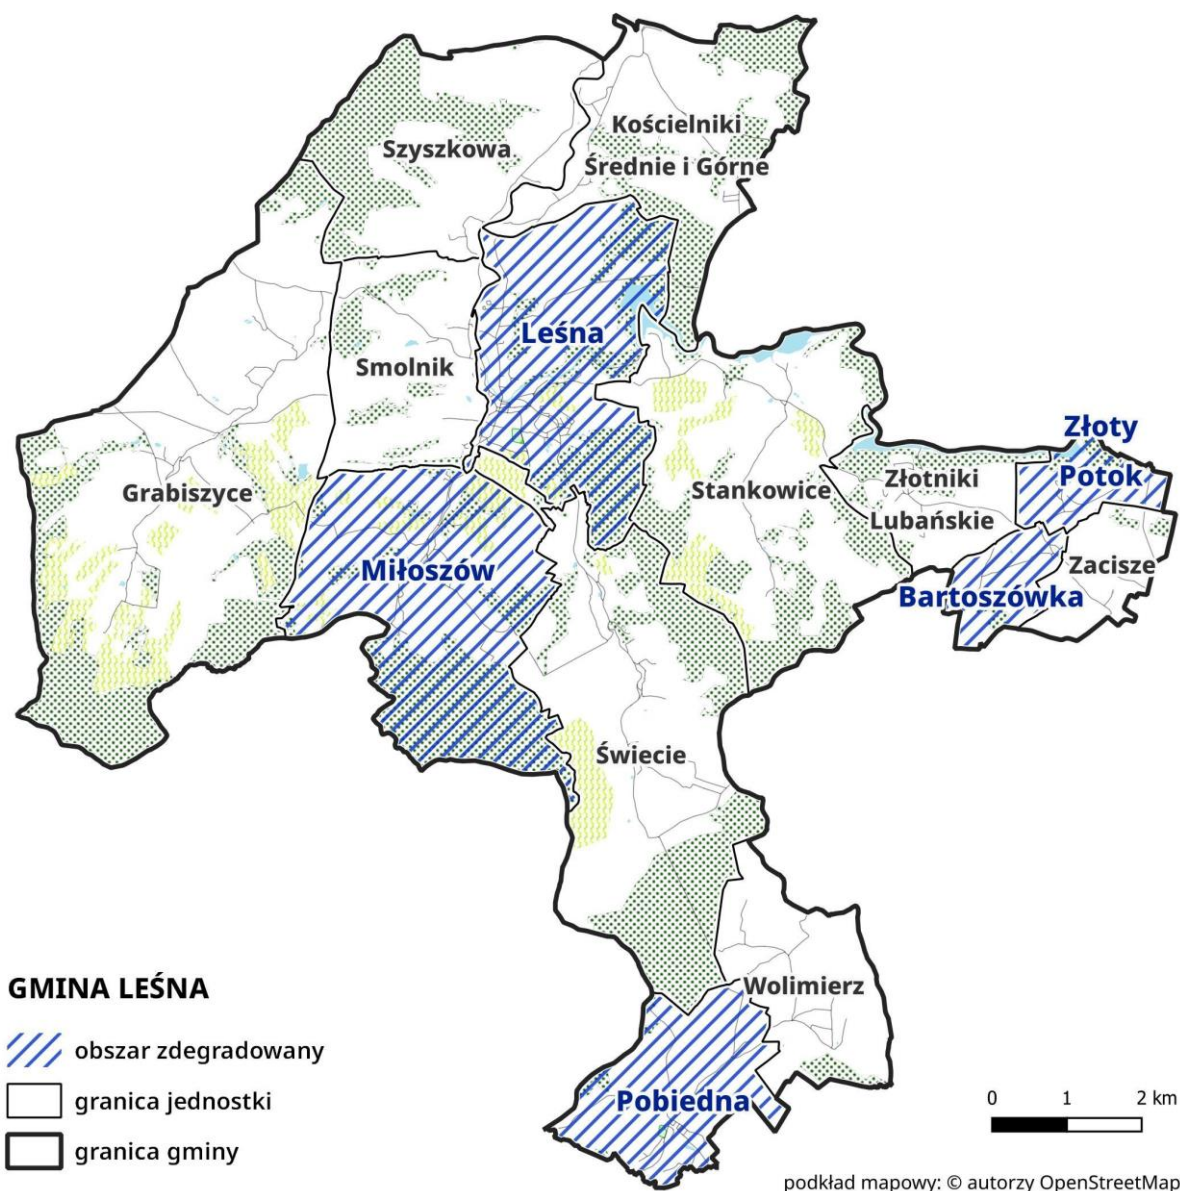 Kościelniki
Średnie i Górne
Szyszkowa
Leśna
Smolnik
Złoty
Potok
Grabiszyce
Stankowice
Złotniki
Lubańskie
Miłoszów
Zacisze
Bartoszówka
Świecie
Wolimierz
Pobiedna
GMINA LEŚNA
obszar zdegradowany
granica jednostki
granica gminy
0 1 2 km
podkład mapowy: © autorzy OpenStreetMap